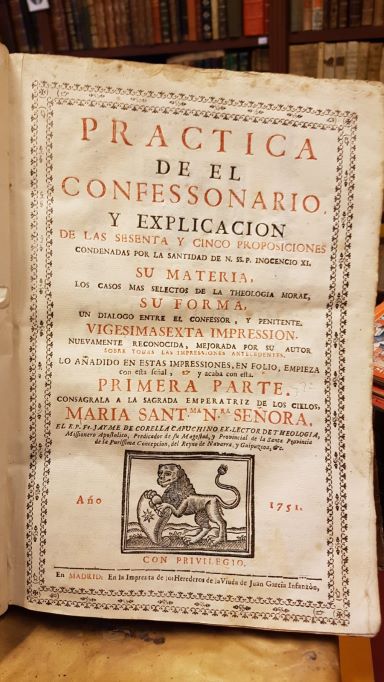 PRACTICA
DE EL
CONFESSONARIO,
Y EXPLICACION
DE LAS SESENTA Y CINCO PROPOSICIONES
CONDENADAS POR LA SANTIDAD DE N. SS. P. INOCENCIO XI.
SU MATERIA,
LOS CASOS MAS SELECTOS DE LA THEOLOGIA MORAL,
SU FORMA,
UN DIALOGO ENTRE EL CONFESSOR, Y PENITENTE.
VIGESIMASEXTA IMPRESSION.
NUEVAMENTE RECONOCIDA, MEJORADA POR SU AUTOR
SOBRE TODAS LAS IMPRESSIONES ANTECEDENTES.
LO AÑADIDO EN ESTAS IMPRESSIONES, EN FOLIO, EMPIEZA
con esta señal, y acaba con esta.
PRIMERA PARTE.
CONSAGRALA A LA SAGRADA EMPERATRIZ DE LOS CIELOS,
MARIA SANT.MA N.RA SEÑORA,
EL R.P. Fr. JAYME DE CORELLA CAPUCHINO EX-LECTOR DE THEOLOGIA,
Missionero Apostolico, Predicador de su Magestad, y Provincial de la Santa Provincia
de la Purissima Concepcion, del Reyno de Navarra, y Guipuzcoa, &c.
Año 1751.
CON PRIVILEGIO.
En MADRID: En la Imprenta de los Herederos de la Viuda de Juan Garcia Infanzòn,